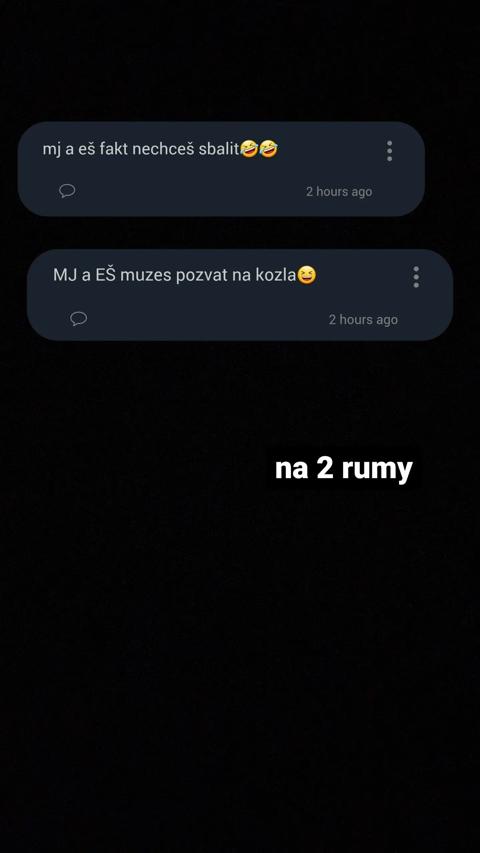 mj a eš fakt nechceš sbalit🤣🤣
2 hours ago
MJ a EŠ muzes pozvat na kozla😆
2 hours ago
na 2 rumy